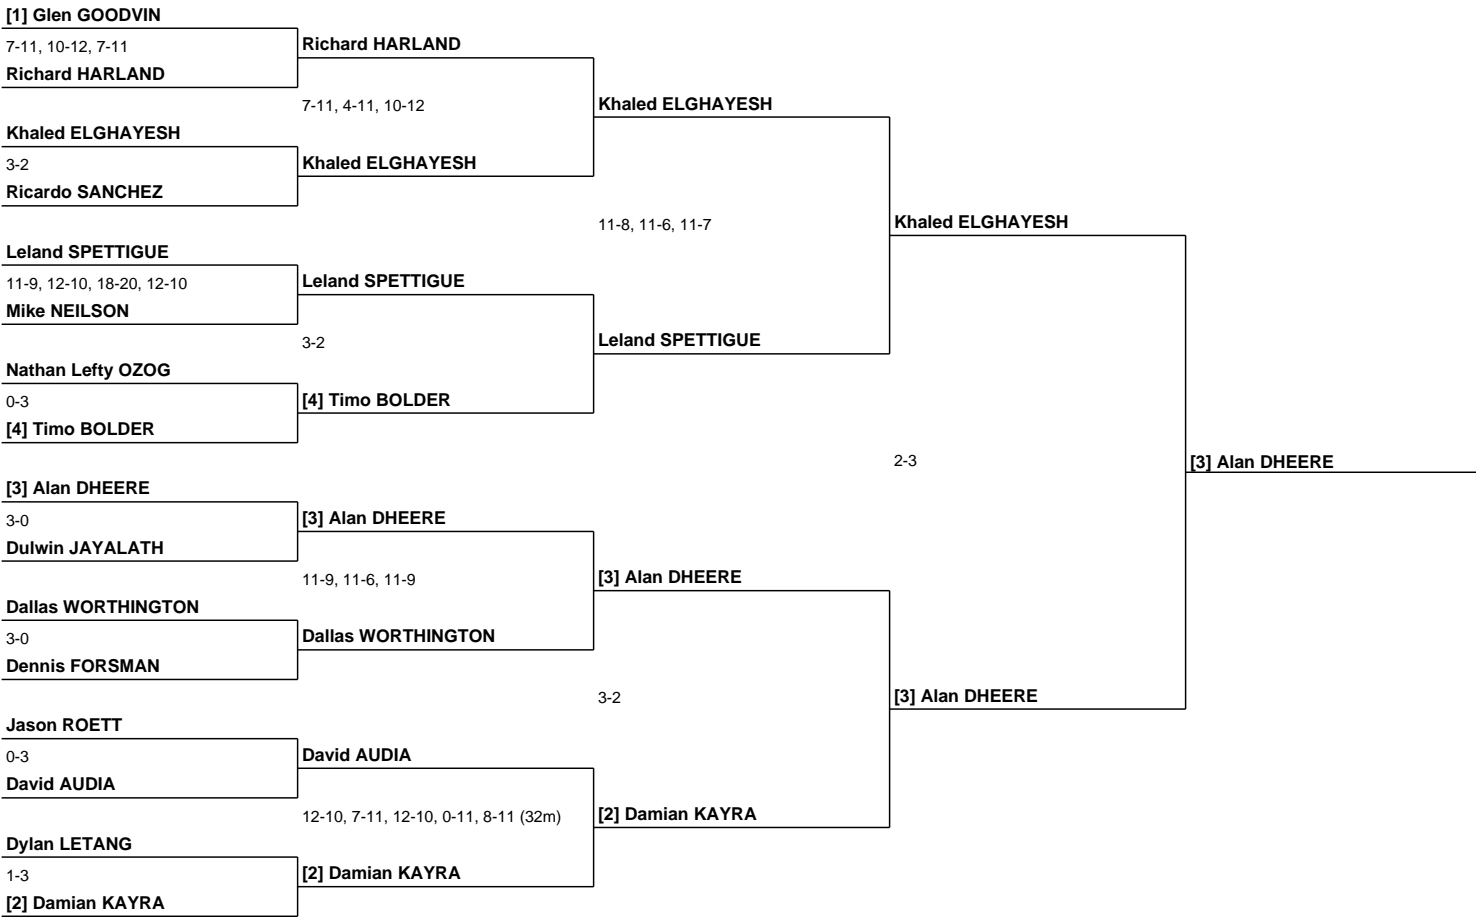 [1] Glen GOODVIN
7-11, 10-12, 7-11
Richard HARLAND
Khaled ELGHAYESH
3-2
Ricardo SANCHEZ
Leland SPETTIGUE
11-9, 12-10, 18-20, 12-10
Mike NEILSON
Nathan Lefty OZOG
0-3
[4] Timo BOLDER
[3] Alan DHEERE
3-0
Dulwin JAYALATH
Dallas WORTHINGTON
3-0
Dennis FORSMAN
Jason ROETT
0-3
David AUDIA
Dylan LETANG
1-3
[2] Damian KAYRA
Richard HARLAND
7-11, 4-11, 10-12
Khaled ELGHAYESH
Leland SPETTIGUE
3-2
[4] Timo BOLDER
[3] Alan DHEERE
11-9, 11-6, 11-9
Dallas WORTHINGTON
David AUDIA
12-10, 7-11, 12-10, 0-11, 8-11 (32m)
[2] Damian KAYRA
Khaled ELGHAYESH
11-8, 11-6, 11-7
Leland SPETTIGUE
[3] Alan DHEERE
3-2
[2] Damian KAYRA
Khaled ELGHAYESH
2-3
[3] Alan DHEERE
[3] Alan DHEERE